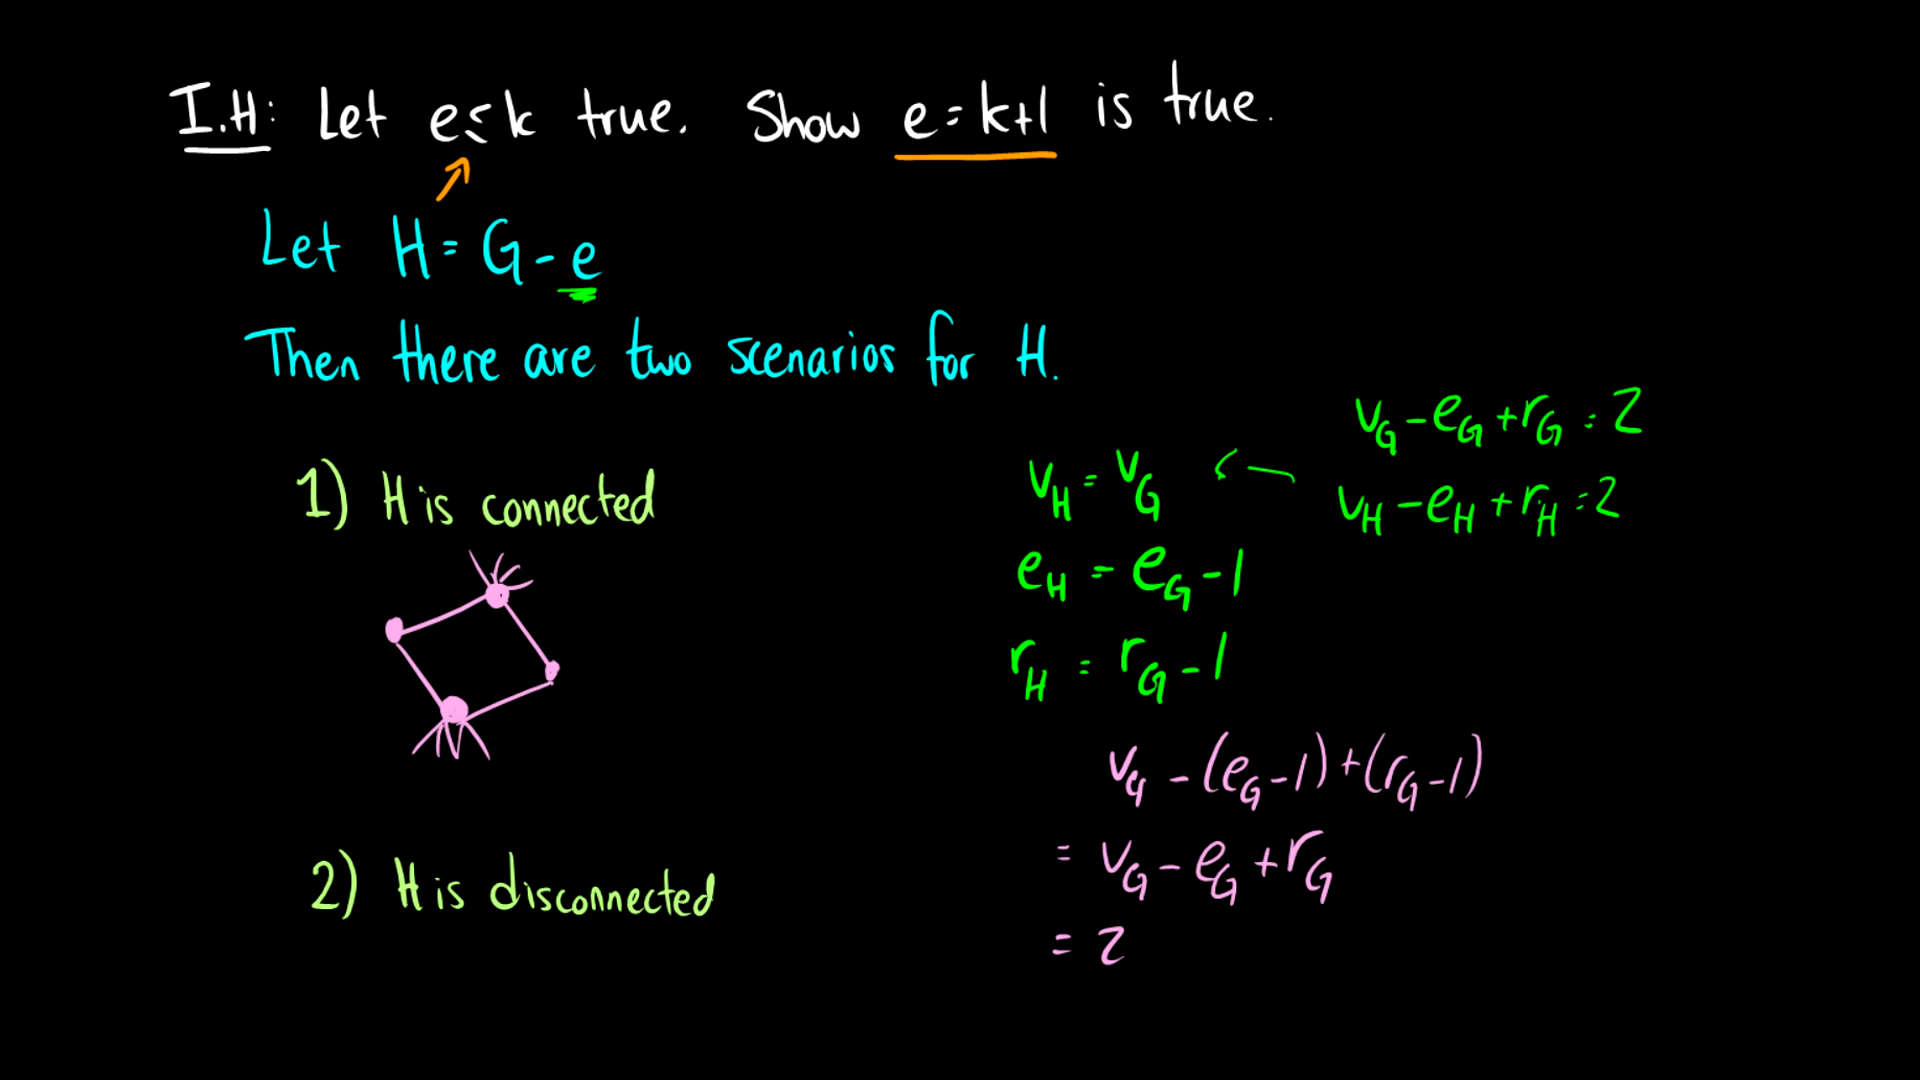 I.H: Let e≤k true. Show e=k+1 is true.
Let H = G - e
Then there are two scenarios for H.
v_G - e_G + r_G = 2
1) H is connected
v_H = v_G
v_H - e_H + r_H = 2
e_H = e_G - 1
r_H = r_G - 1
v_G - (e_G - 1) + (r_G - 1)
= v_G - e_G + r_G
2) H is disconnected
= 2